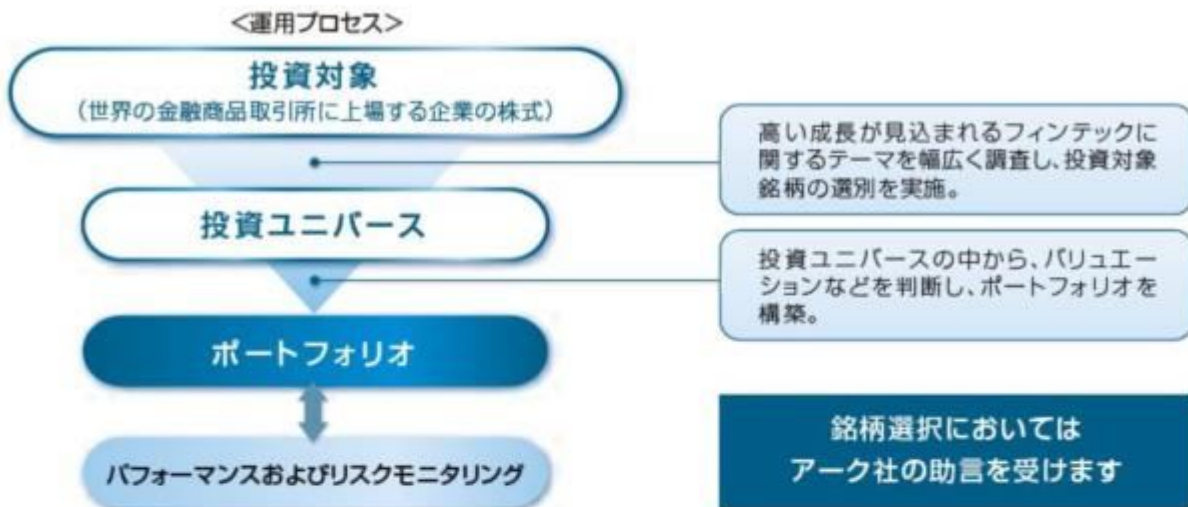 <運用プロセス>
投資対象
(世界の金融商品取引所に上場する企業の株式)
高い成長が見込まれるフィンテックに
関するテーマを幅広く調査し、投資対象
銘柄の選別を実施。
投資ユニバース
投資ユニバースの中から、バリュエー
ションなどを判断し、ポートフォリオを
構築。
ポートフォリオ
パフォーマンスおよびリスクモニタリング
銘柄選択においては
アーク社の助言を受けます